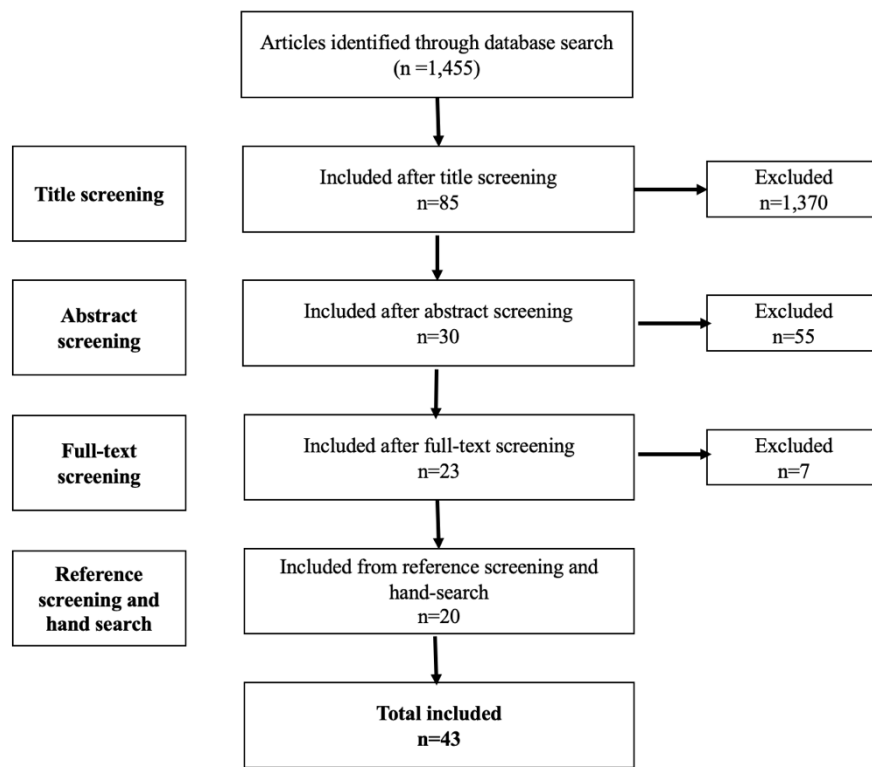 Articles identified through database search
(n =1,455)
Title screening
Included after title screening
n=85
Excluded
n=1,370
Abstract
screening
Included after abstract screening
n=30
Excluded
n=55
Full-text
screening
Included after full-text screening
n=23
Excluded
n=7
Reference
screening and
hand search
Included from reference screening and
hand-search
n=20
Total included
n=43